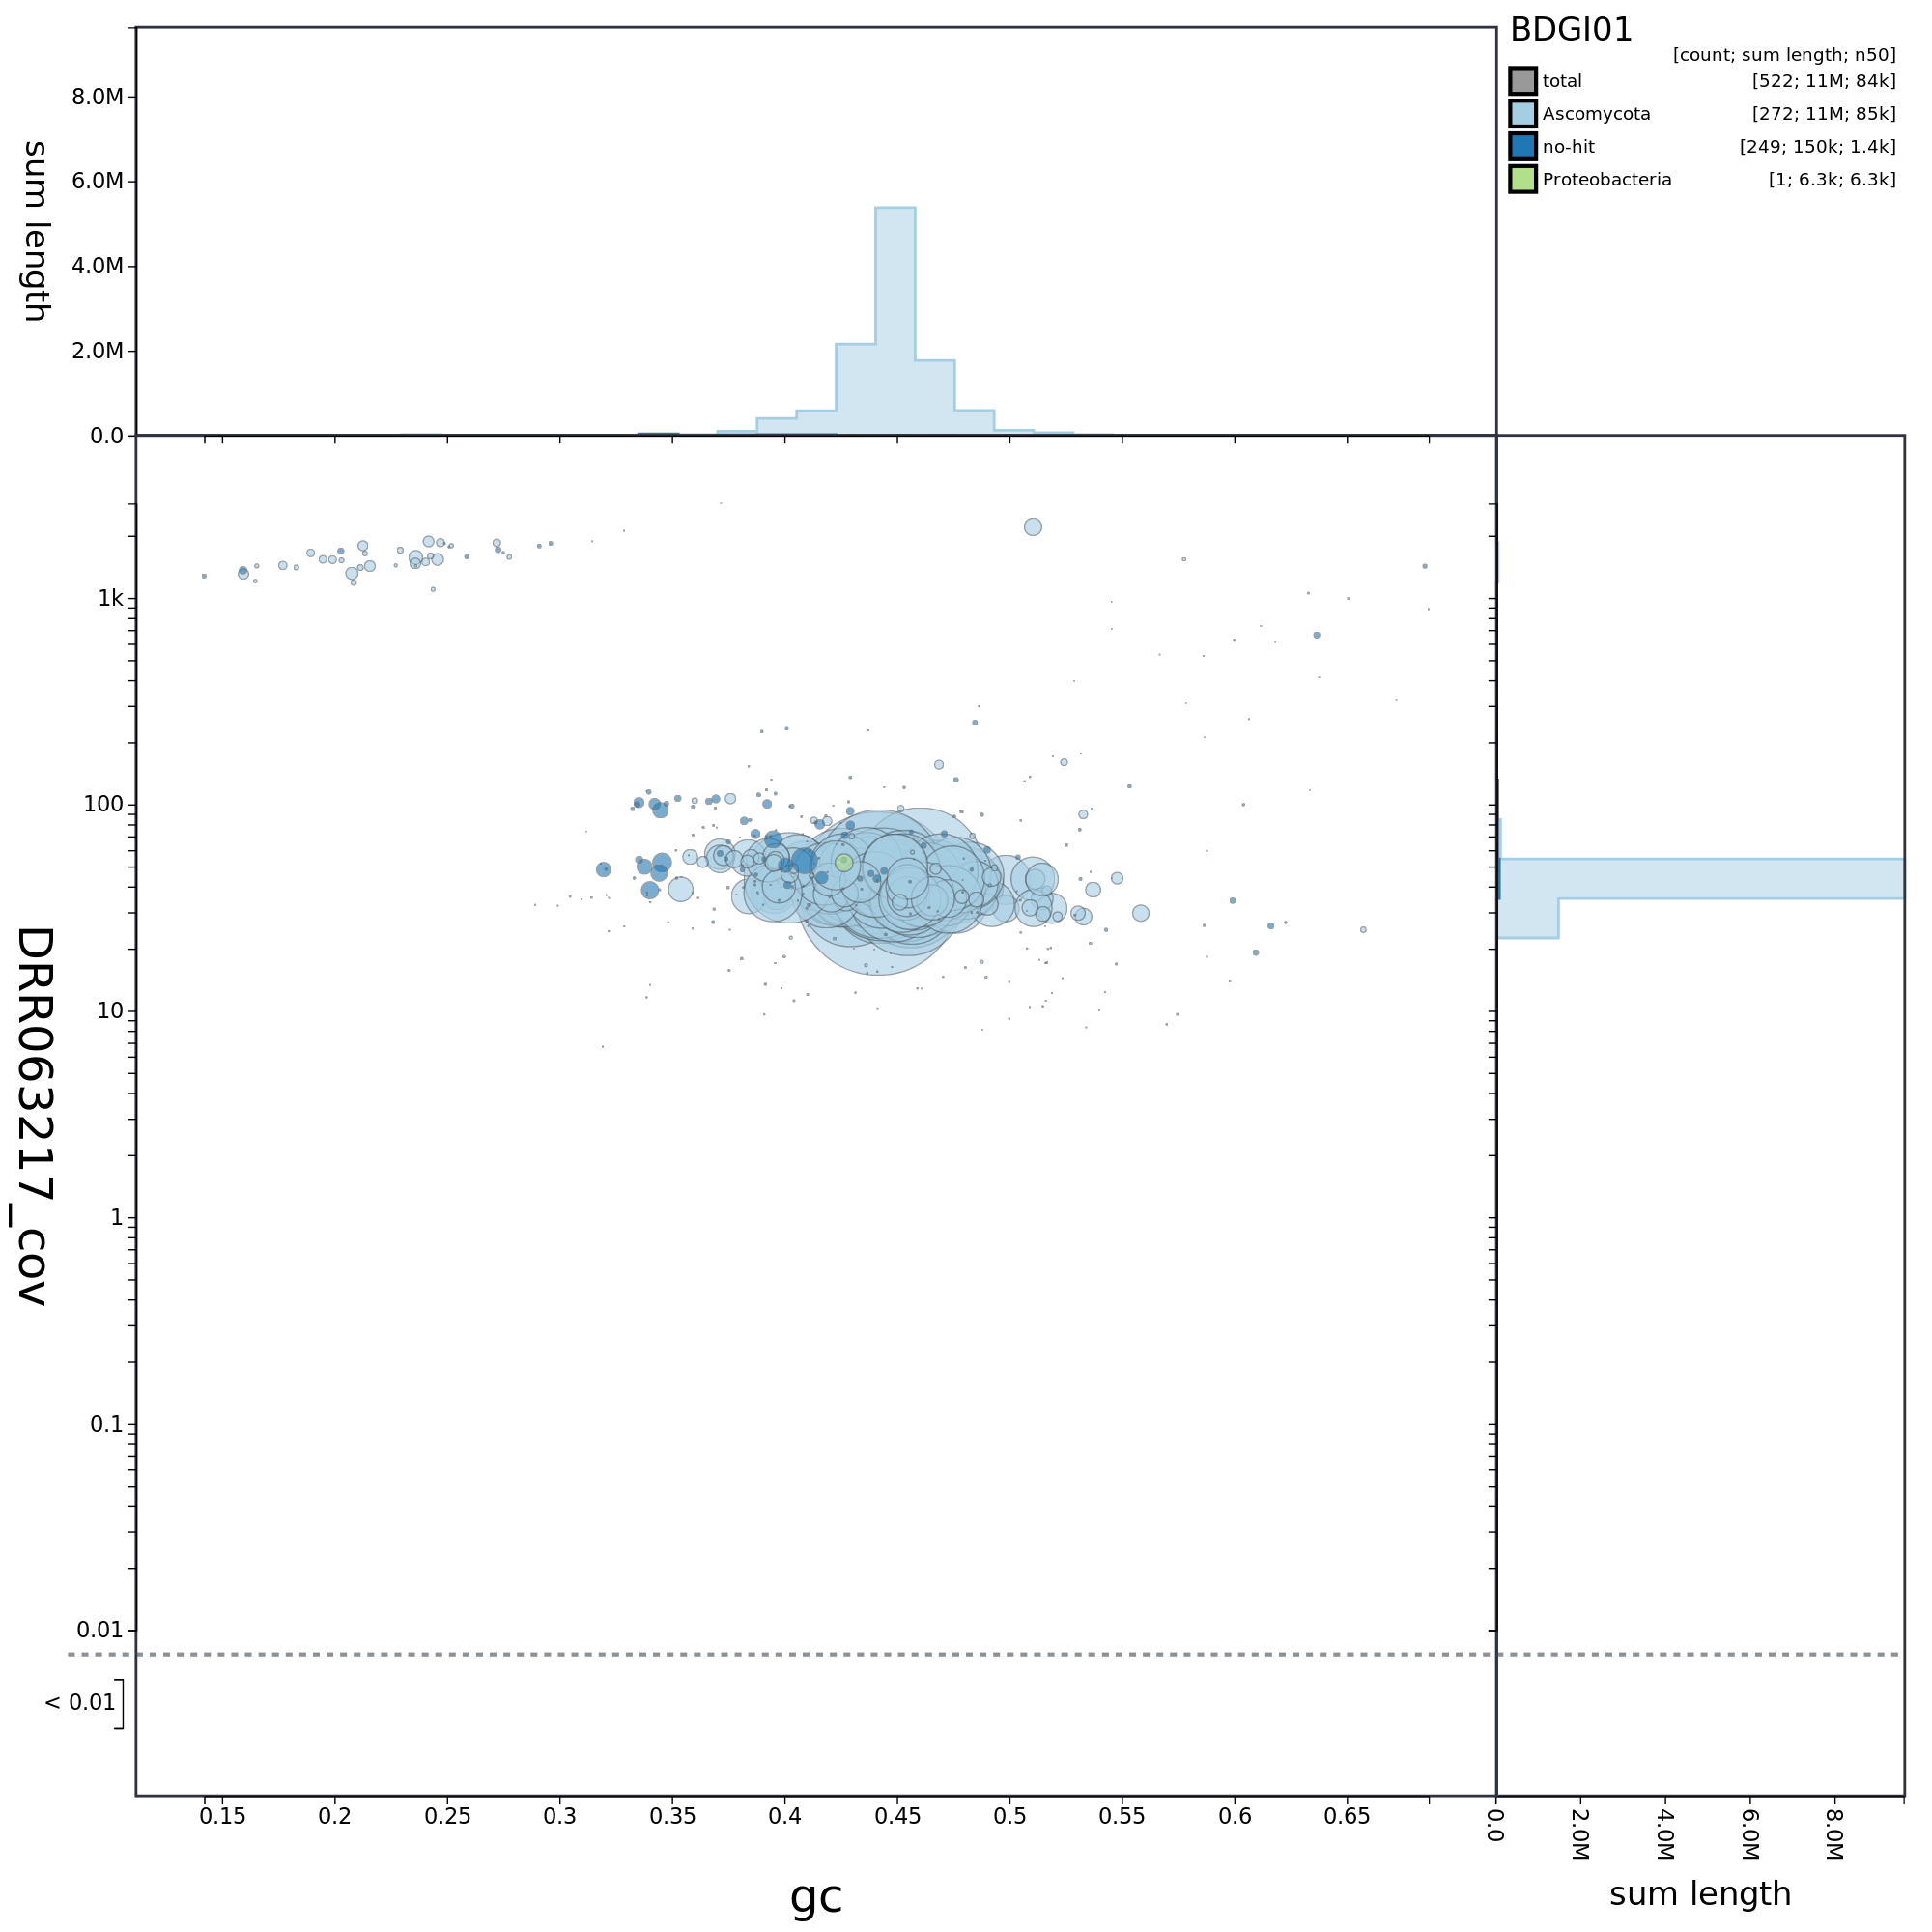 BDGI01
[count; sum length; n50]
total [522; 11M; 84k]
Ascomycota [272; 11M; 85k]
no-hit [249; 150k; 1.4k]
Proteobacteria [1; 6.3k; 6.3k]
sum length
8.0M
6.0M
4.0M
2.0M
0.0
DRR063217_cov
1k
100
10
1
0.1
0.01
< 0.01
0.15 0.2 0.25 0.3 0.35 0.4 0.45 0.5 0.55 0.6 0.65
gc
0.0 2.0M 4.0M 6.0M 8.0M
sum length